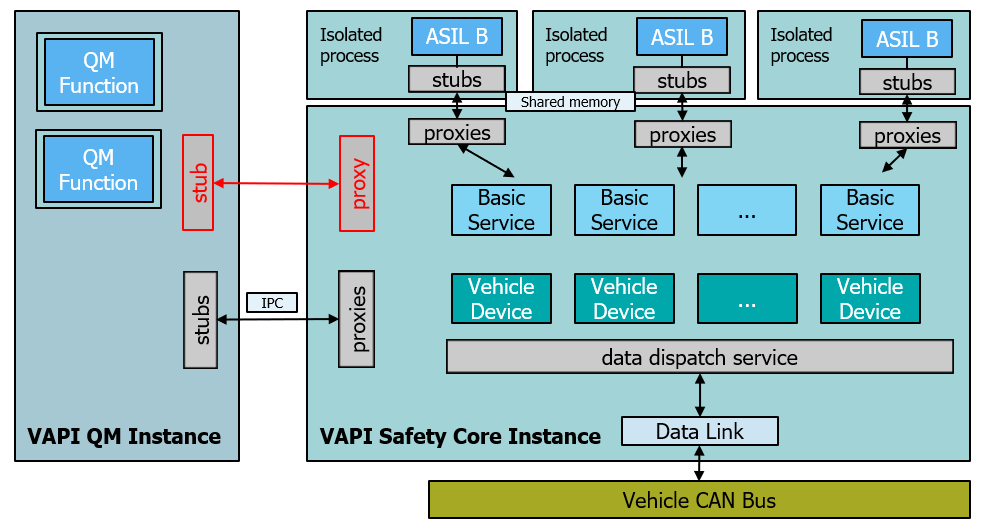 QM
Function
QM
Function
stub
stubs
VAPI QM Instance
IPC
Isolated
process
ASIL B
stubs
Isolated
process
ASIL B
stubs
Isolated
process
ASIL B
stubs
Shared memory
proxies
proxies
proxies
proxy
proxies
Basic
Service
Basic
Service
...
Basic
Service
Vehicle
Device
Vehicle
Device
...
Vehicle
Device
data dispatch service
VAPI Safety Core Instance
Data Link
Vehicle CAN Bus